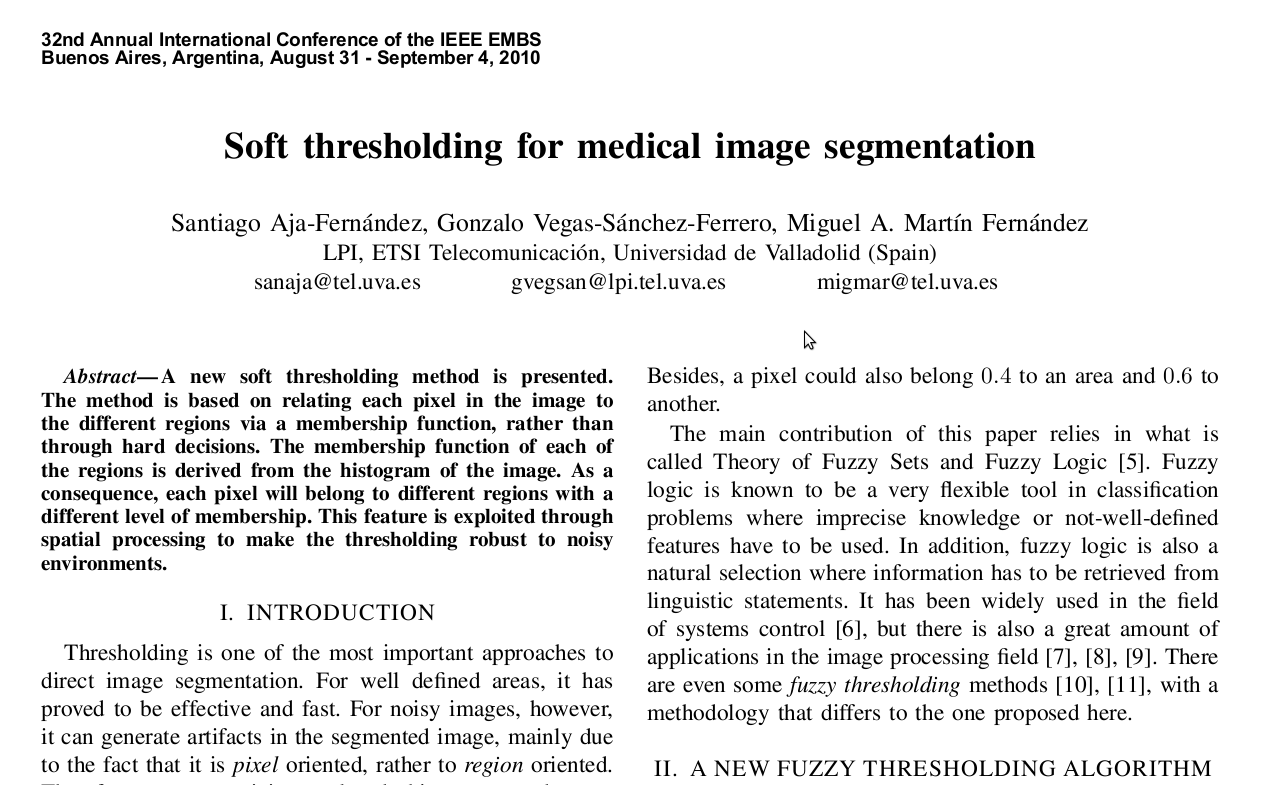 32nd Annual International Conference of the IEEE EMBS
Buenos Aires, Argentina, August 31 - September 4, 2010
Soft thresholding for medical image segmentation
Santiago Aja-Fernández, Gonzalo Vegas-Sánchez-Ferrero, Miguel A. Martín Fernández
LPI, ETSI Telecomunicación, Universidad de Valladolid (Spain)
sanaja@tel.uva.es gvegsan@lpi.tel.uva.es migmar@tel.uva.es
Abstract—A new soft thresholding method is presented.
The method is based on relating each pixel in the image to
the different regions via a membership function, rather than
through hard decisions. The membership function of each of
the regions is derived from the histogram of the image. As a
consequence, each pixel will belong to different regions with a
different level of membership. This feature is exploited through
spatial processing to make the thresholding robust to noisy
environments.
I. INTRODUCTION
Thresholding is one of the most important approaches to
direct image segmentation. For well defined areas, it has
proved to be effective and fast. For noisy images, however,
it can generate artifacts in the segmented image, mainly due
to the fact that it is pixel oriented, rather to region oriented.
Besides, a pixel could also belong 0.4 to an area and 0.6 to
another.
The main contribution of this paper relies in what is
called Theory of Fuzzy Sets and Fuzzy Logic [5]. Fuzzy
logic is known to be a very flexible tool in classification
problems where imprecise knowledge or not-well-defined
features have to be used. In addition, fuzzy logic is also a
natural selection where information has to be retrieved from
linguistic statements. It has been widely used in the field
of systems control [6], but there is also a great amount of
applications in the image processing field [7], [8], [9]. There
are even some fuzzy thresholding methods [10], [11], with a
methodology that differs to the one proposed here.
II. A NEW FUZZY THRESHOLDING ALGORITHM